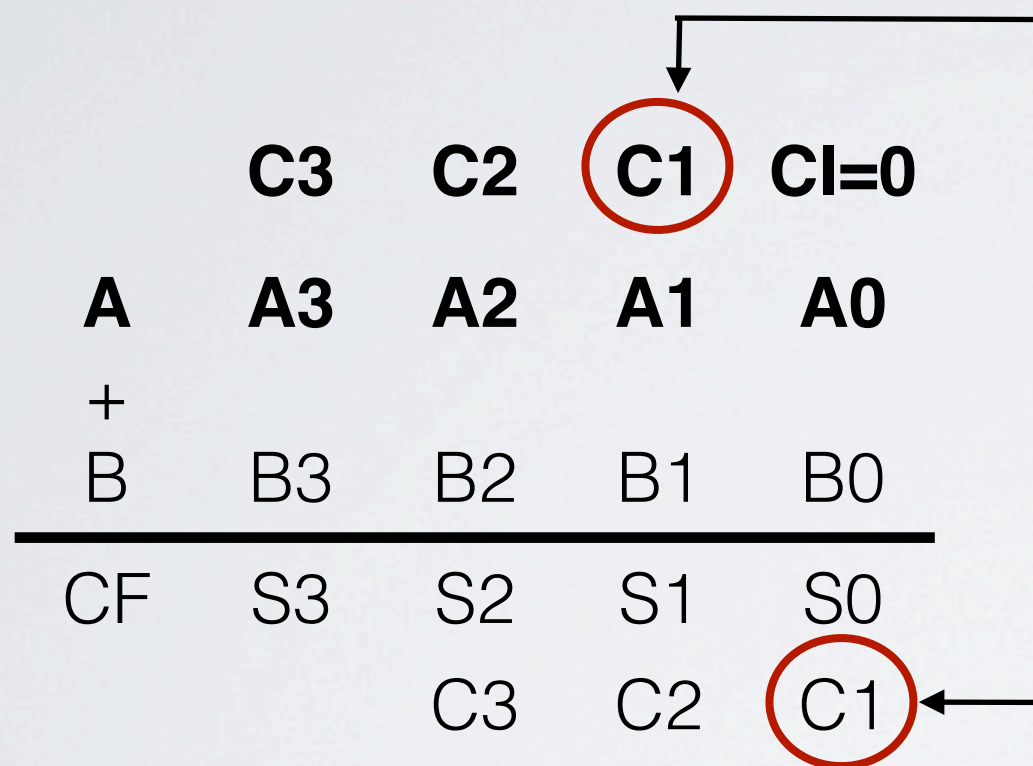 C3 C2 C1 CI=0
A A3 A2 A1 A0
+
B B3 B2 B1 B0
CF S3 S2 S1 S0
C3 C2 C1